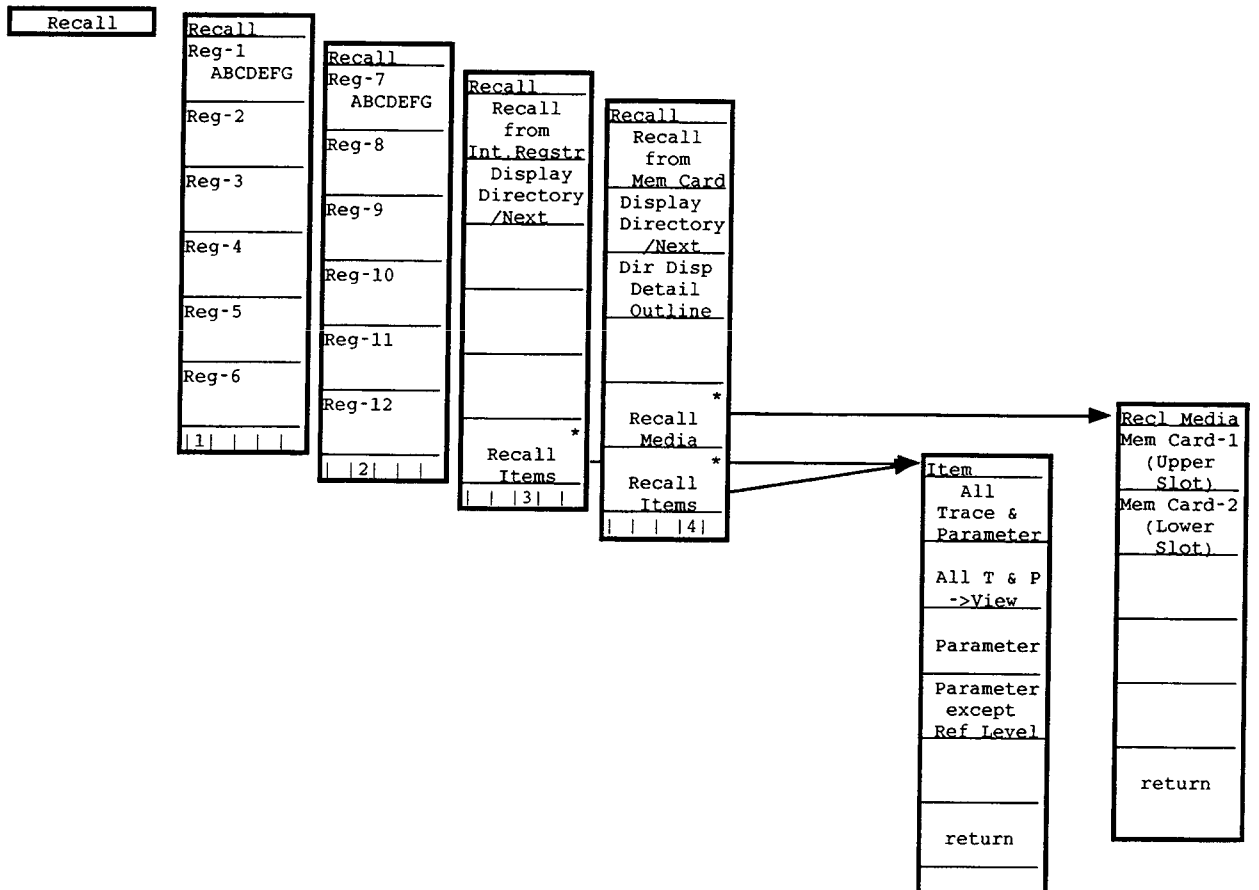 Recall
Recall
Reg-1
ABCDEFG
Reg-2
Reg-3
Reg-4
Reg-5
Reg-6
|1| | | |
Recall
Reg-7
ABCDEFG
Reg-8
Reg-9
Reg-10
Reg-11
Reg-12
| |2| | |
Recall
Recall
from
Int.Regstr
Display
Directory
/Next
*
Recall
Items
| | |3| |
Recall
Recall
from
Mem Card
Display
Directory
/Next
Dir Disp
Detail
Outline
*
Recall
Media
*
Recall
Items
| | | |4|
Item
All
Trace &
Parameter
All T & P
->View
Parameter
Parameter
except
Ref Level
return
Recl Media
Mem Card-1
(Upper
Slot)
Mem Card-2
(Lower
Slot)
return